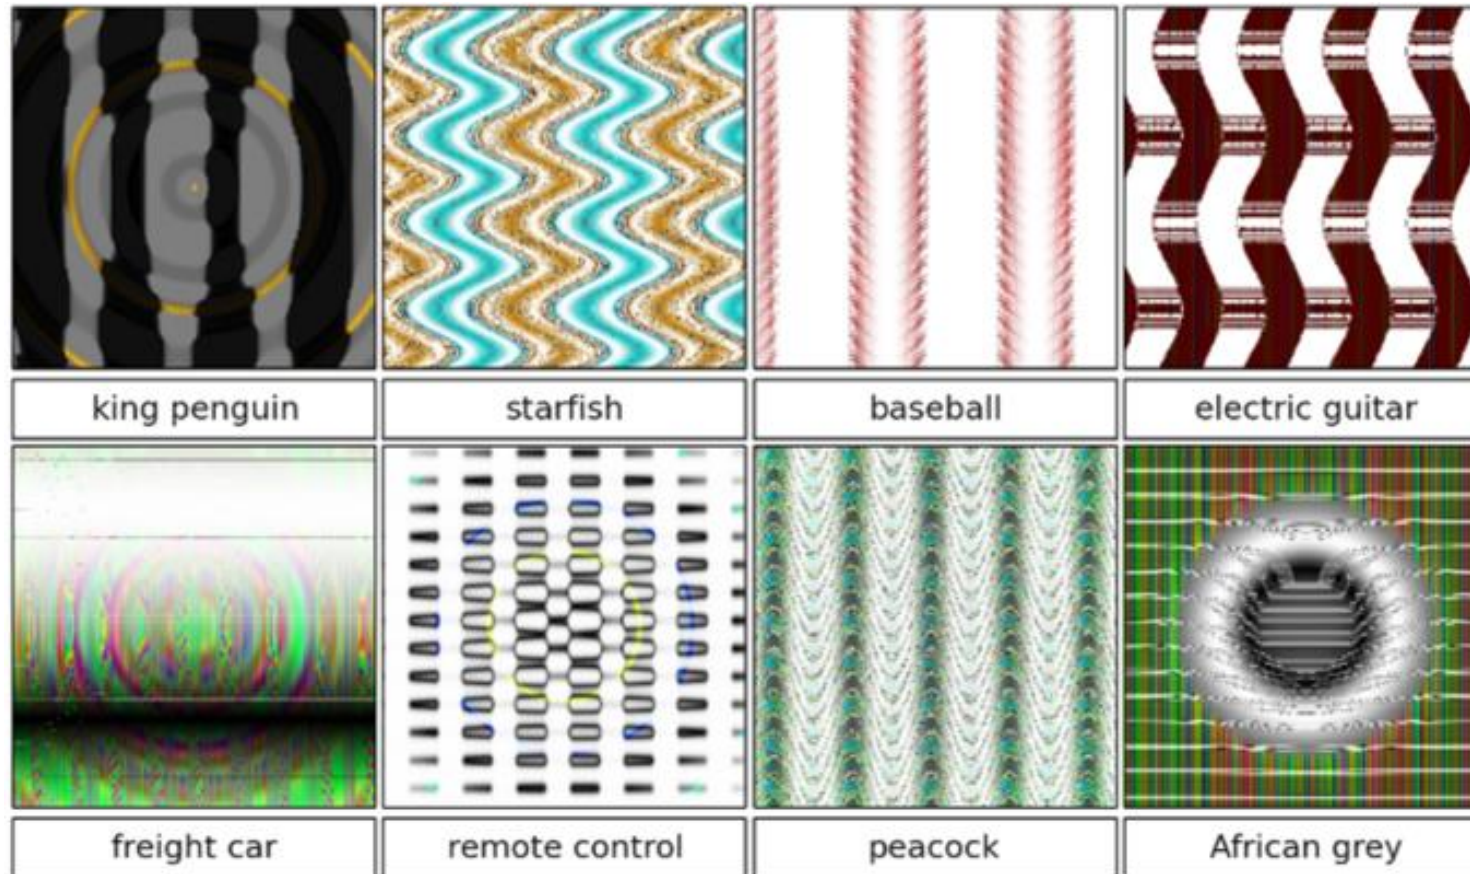 king penguin
starfish
baseball
electric guitar
freight car
remote control
peacock
African grey